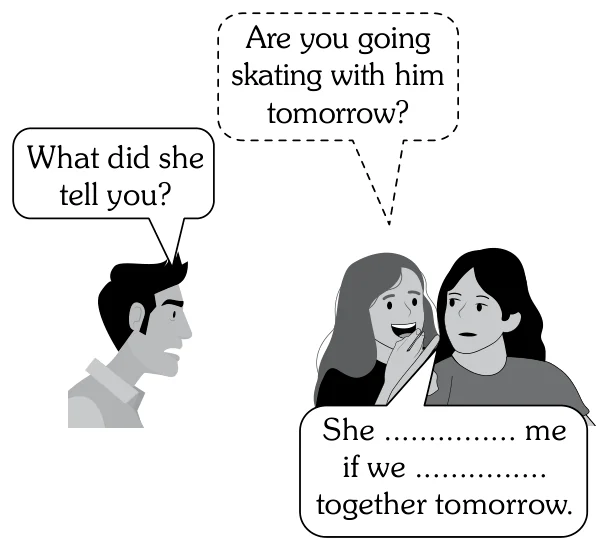 Are you going
skating with him
tomorrow?
What did she
tell you?
She ............... me
if we ...............
together tomorrow.